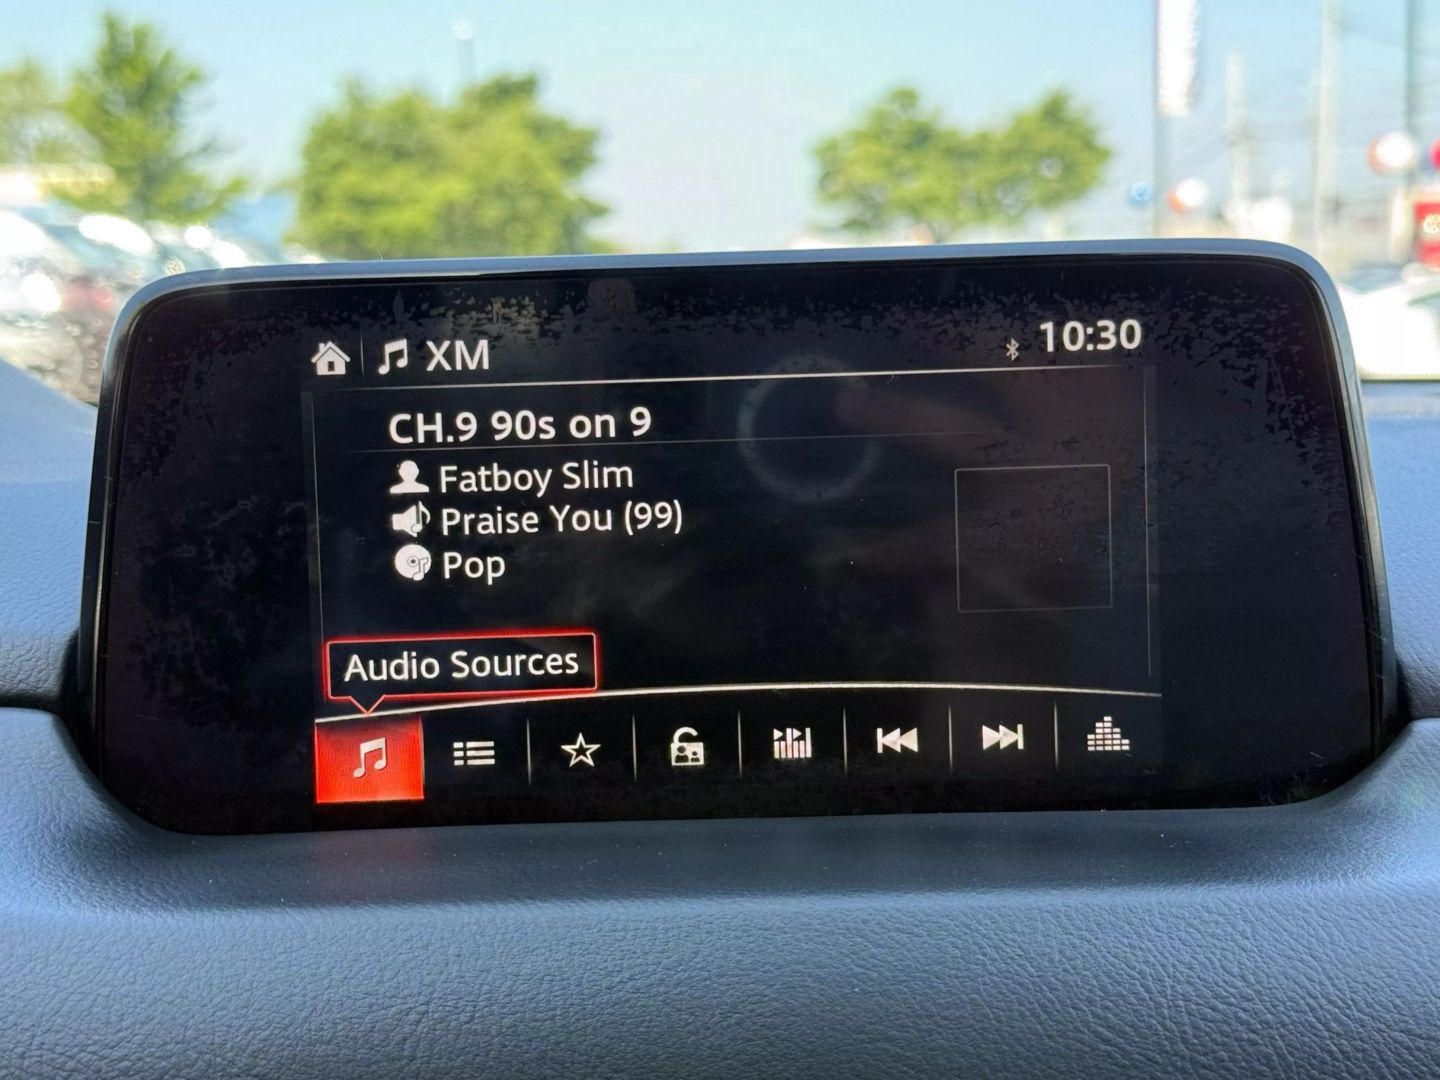 XM
10:30
CH.9 90s on 9
Fatboy Slim
Praise You (99)
Pop
Audio Sources